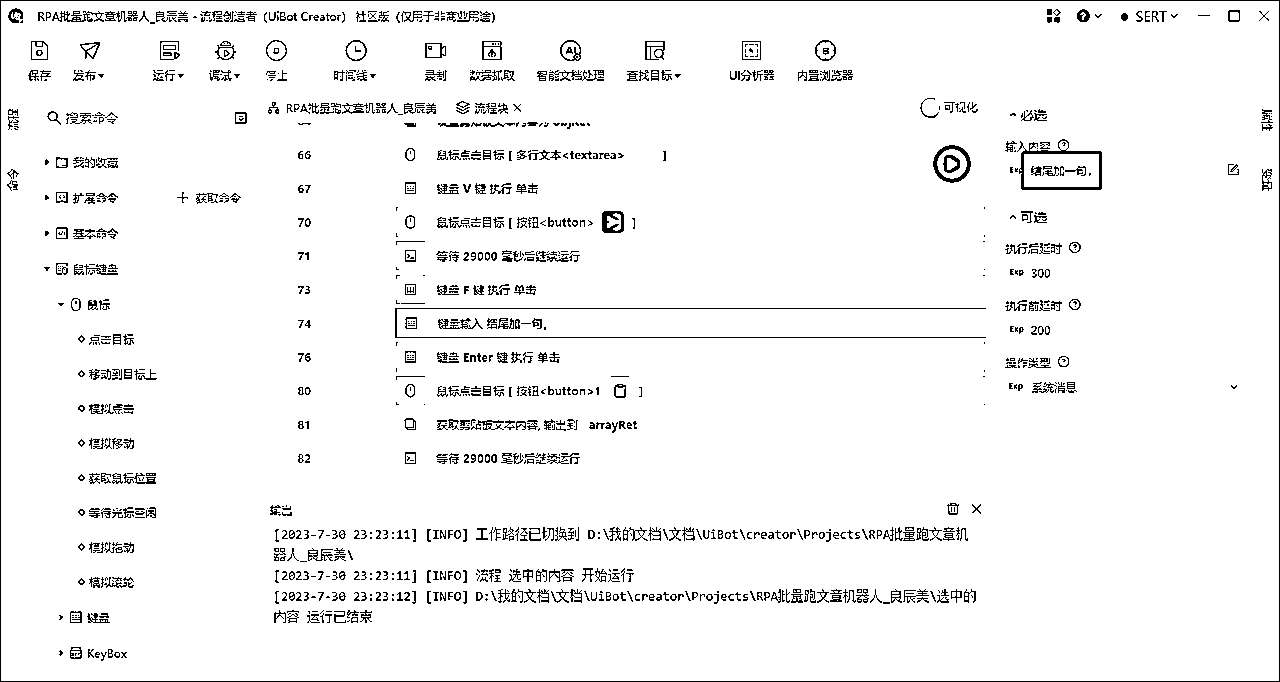 RPA批量跑文章机器人_良辰美 - 流程创造者（UiBot Creator）社区版（仅用于非商业用途）
SERT
保存 发布 运行 调试 停止 时间线 录制 数据抓取 智能文档处理 查找目标 UI分析器 内置浏览器
搜索命令
我的收藏
扩展命令 获取命令
基本命令
鼠标键盘
鼠标
点击目标
移动到目标上
模拟点击
模拟移动
获取鼠标位置
等待光标空闲
模拟拖动
模拟滚轮
键盘
KeyBox
RPA批量跑文章机器人_良辰美 流程块 可视化
66 鼠标点击目标 [ 多行文本<textarea> ]
67 键盘 V 键 执行 单击
70 鼠标点击目标 [ 按钮<button> ]
71 等待 29000 毫秒后继续运行
73 键盘 F 键 执行 单击
74 键盘输入 结尾加一句，
76 键盘 Enter 键 执行 单击
80 鼠标点击目标 [ 按钮<button>1 ]
81 获取剪贴板文本内容, 输出到 arrayRet
82 等待 29000 毫秒后继续运行
输出
[2023-7-30 23:23:11] [INFO] 工作路径已切换到 D:\我的文档\文档\UiBot\creator\Projects\RPA批量跑文章机
器人_良辰美\
[2023-7-30 23:23:11] [INFO] 流程 选中的内容 开始运行
[2023-7-30 23:23:12] [INFO] D:\我的文档\文档\UiBot\creator\Projects\RPA批量跑文章机器人_良辰美\选中的
内容 运行已结束
必选
输入内容
Exp 结尾加一句，
可选
执行后延时
Exp 300
执行前延时
Exp 200
操作类型
Exp 系统消息